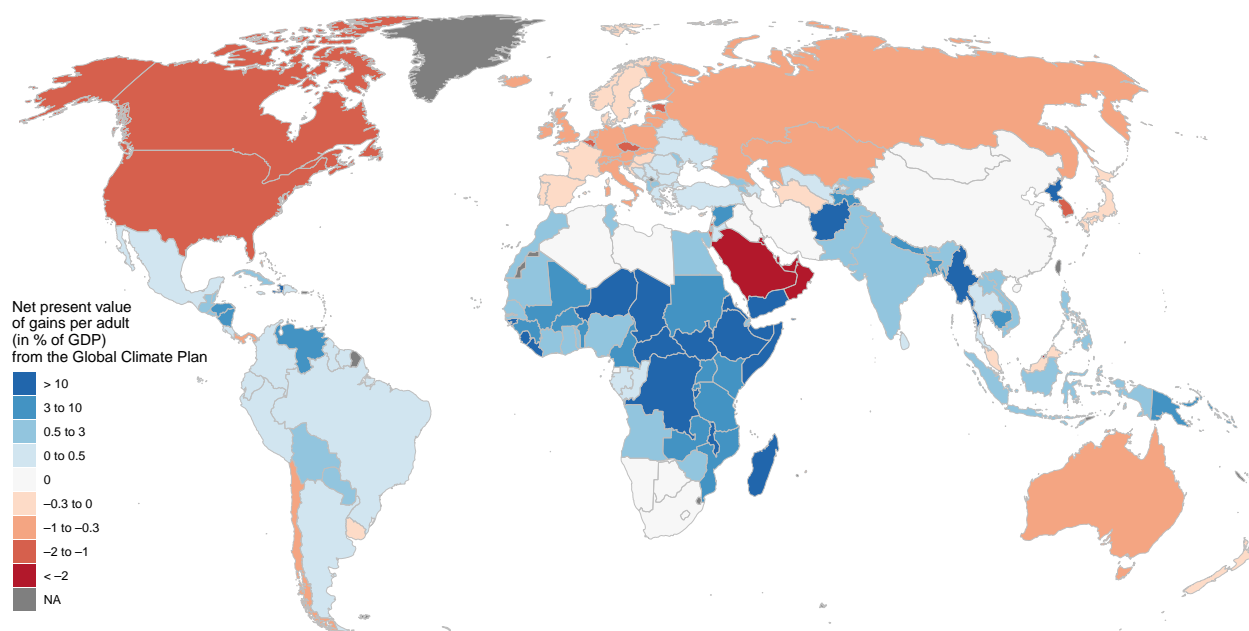 Net present value
of gains per adult
(in % of GDP)
from the Global Climate Plan
> 10
3 to 10
0.5 to 3
0 to 0.5
0
–0.3 to 0
–1 to –0.3
–2 to –1
< –2
NA